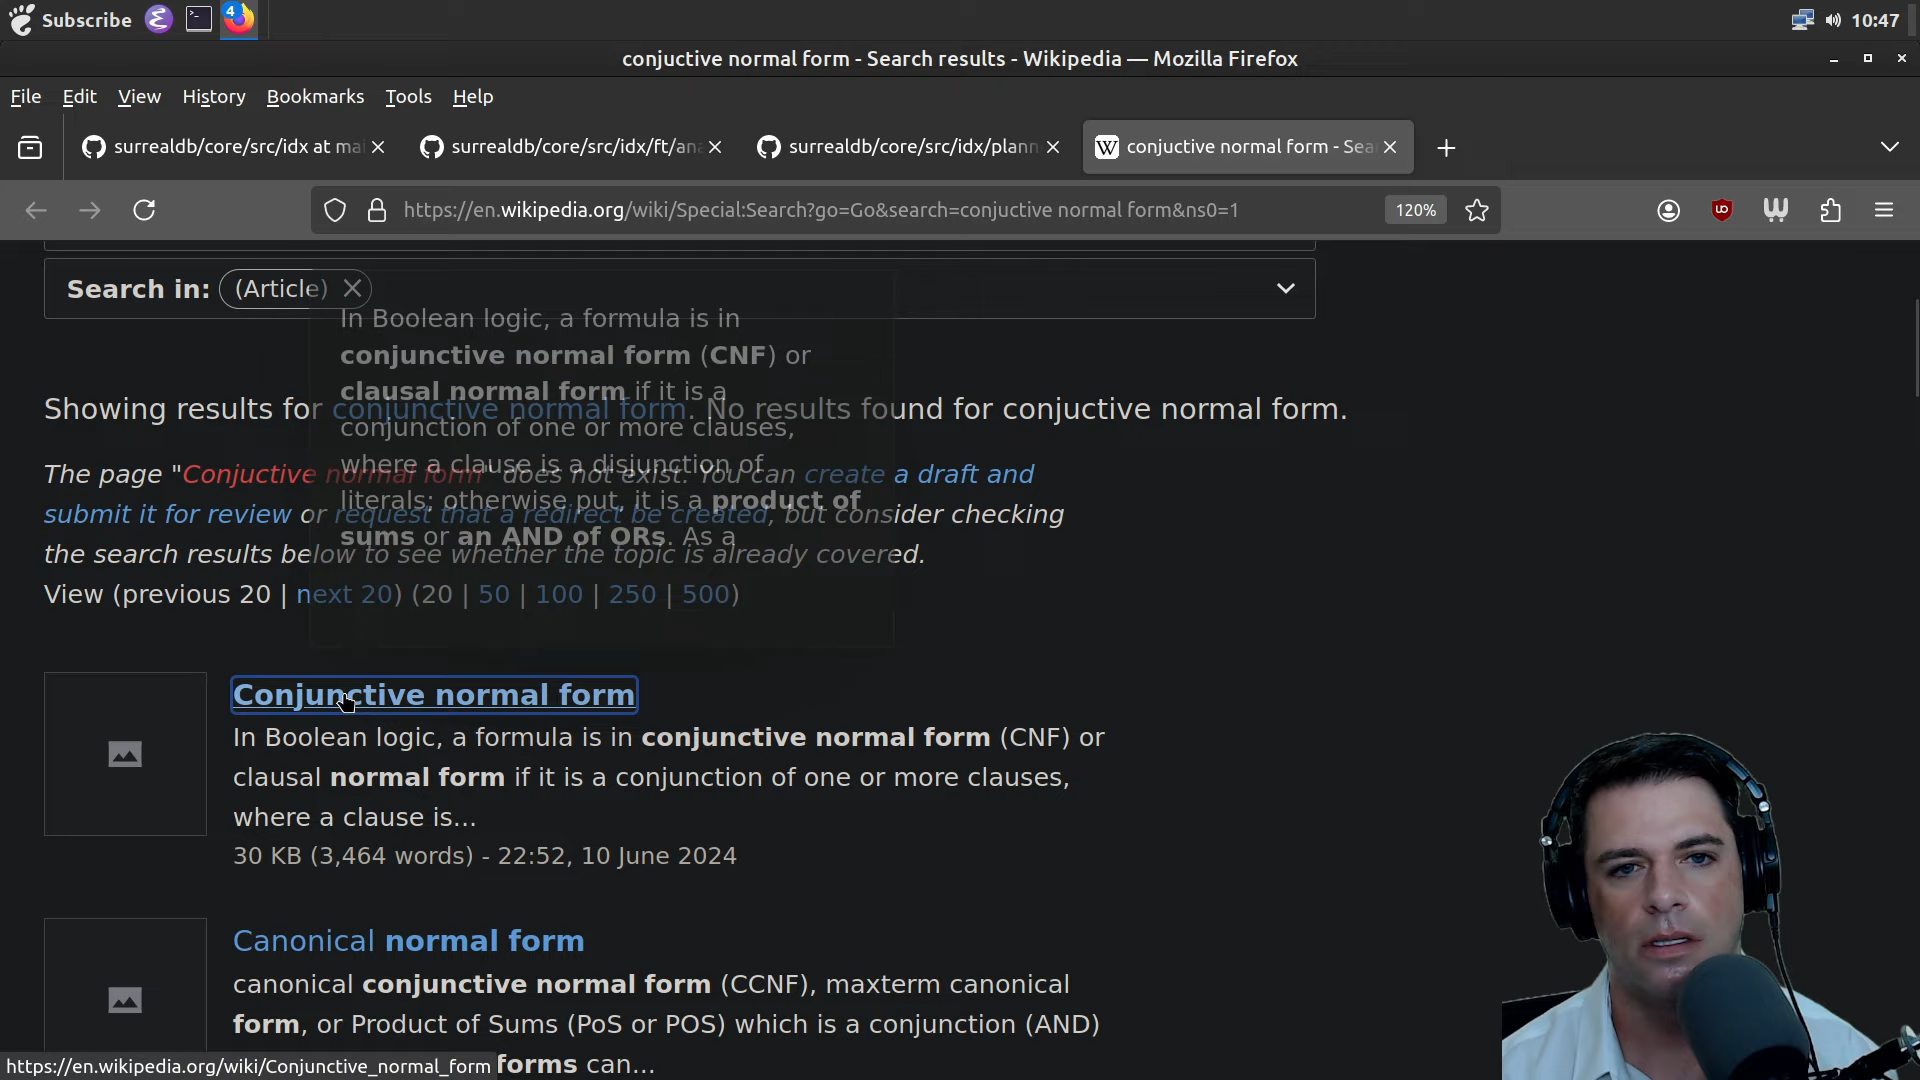 Subscribe
4
10:47
conjuctive normal form - Search results - Wikipedia — Mozilla Firefox
File Edit View History Bookmarks Tools Help
surrealdb/core/src/idx at mai
surrealdb/core/src/idx/ft/ana
surrealdb/core/src/idx/plann
W conjuctive normal form - Sea
https://en.wikipedia.org/wiki/Special:Search?go=Go&search=conjuctive normal form&ns0=1
120%
Search in: (Article)
In Boolean logic, a formula is in
conjunctive normal form (CNF) or
clausal normal form if it is a
conjunction of one or more clauses,
where a clause is a disjunction of
literals; otherwise put, it is a product of
sums or an AND of ORs. As a
Showing results for conjunctive normal form. No results found for conjuctive normal form.
The page "Conjuctive normal form" does not exist. You can create a draft and
submit it for review or request that a redirect be created, but consider checking
the search results below to see whether the topic is already covered.
View (previous 20 | next 20) (20 | 50 | 100 | 250 | 500)
Conjunctive normal form
In Boolean logic, a formula is in conjunctive normal form (CNF) or
clausal normal form if it is a conjunction of one or more clauses,
where a clause is...
30 KB (3,464 words) - 22:52, 10 June 2024
Canonical normal form
canonical conjunctive normal form (CCNF), maxterm canonical
form, or Product of Sums (PoS or POS) which is a conjunction (AND)
forms can...
https://en.wikipedia.org/wiki/Conjunctive_normal_form